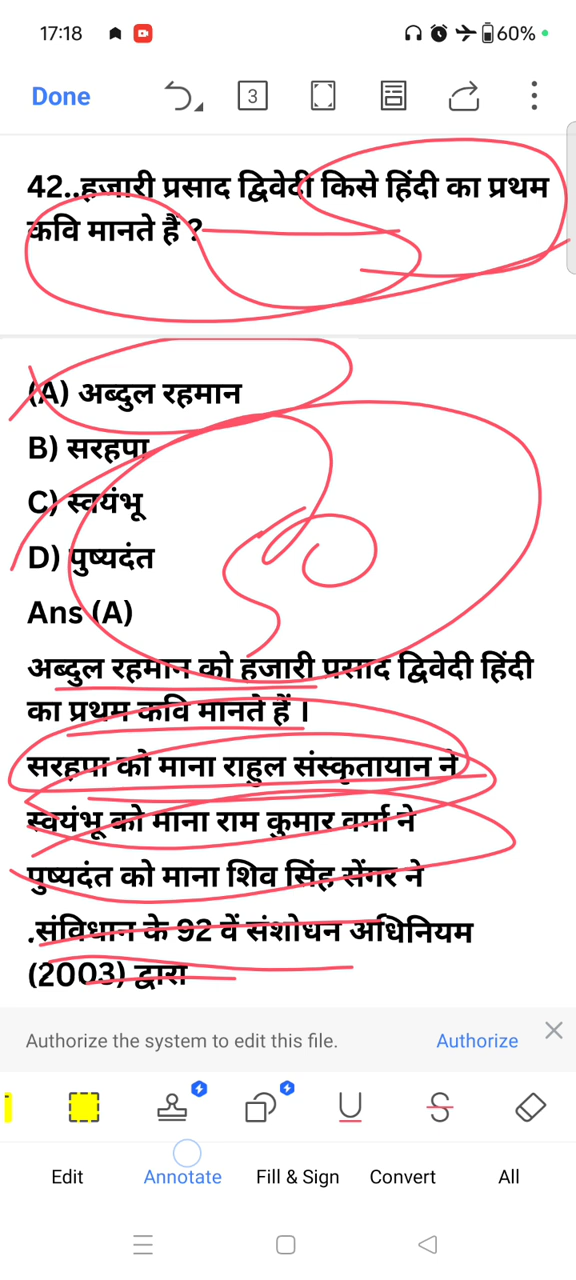 17:18
60%
Done
3
42..हजारी प्रसाद द्विवेदी किसे हिंदी का प्रथम
कवि मानते है ?
(A) अब्दुल रहमान
B) सरहपा
C) स्वयंभू
D) पुष्यदंत
Ans (A)
अब्दुल रहमान को हजारी प्रसाद द्विवेदी हिंदी
का प्रथम कवि मानते हैं ।
सरहपा को माना राहुल संस्कृतायान ने
स्वयंभू को माना राम कुमार वर्मा ने
पुष्यदंत को माना शिव सिंह सेंगर ने
.संविधान के 92 वें संशोधन अधिनियम
(2003) द्वारा
Authorize the system to edit this file.
Authorize
Edit
Annotate
Fill & Sign
Convert
All